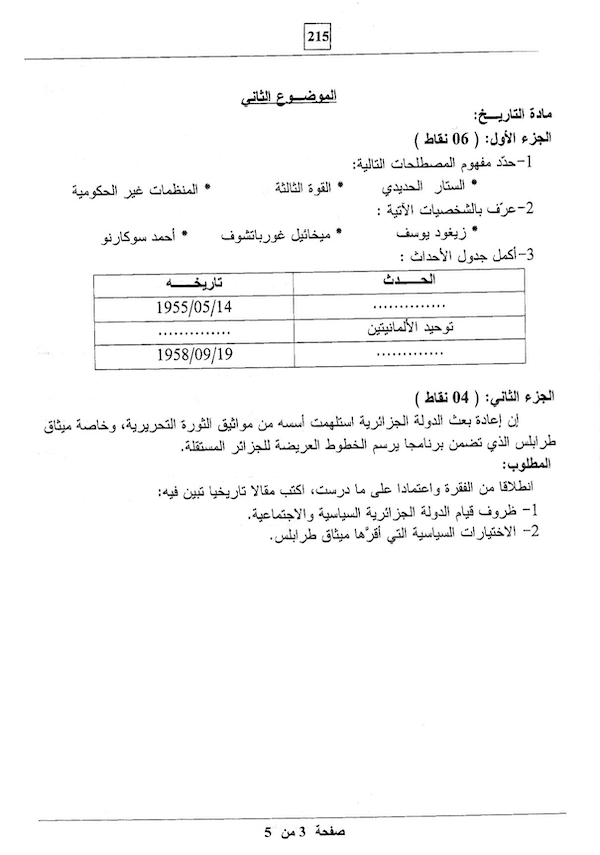 215
الموضـــوع الثاني
مادة التاريـــخ:
الجزء الأول: ( 06 نقاط )
1-حدّد مفهوم المصطلحات التالية:
* الستار الحديدي * القوة الثالثة * المنظمات غير الحكومية
2-عرّف بالشخصيات الآتية :
* زيغود يوسف * ميخائيل غورباتشوف * أحمد سوكارنو
3-أكمل جدول الأحداث :
الحـــــدث تاريخـــــه
.............. 1955/05/14
توحيد الألمانيتين ..............
............. 1958/09/19
الجزء الثاني: ( 04 نقاط )
إن إعادة بعث الدولة الجزائرية استلهمت أسسه من مواثيق الثورة التحريرية، وخاصة ميثاق
طرابلس الذي تضمن برنامجا يرسم الخطوط العريضة للجزائر المستقلة.
المطلوب:
انطلاقا من الفقرة واعتمادا على ما درست، اكتب مقالا تاريخيا تبين فيه:
1- ظروف قيام الدولة الجزائرية السياسية والاجتماعية.
2- الاختيارات السياسية التي أقرَّها ميثاق طرابلس.
صفحة 3 من 5